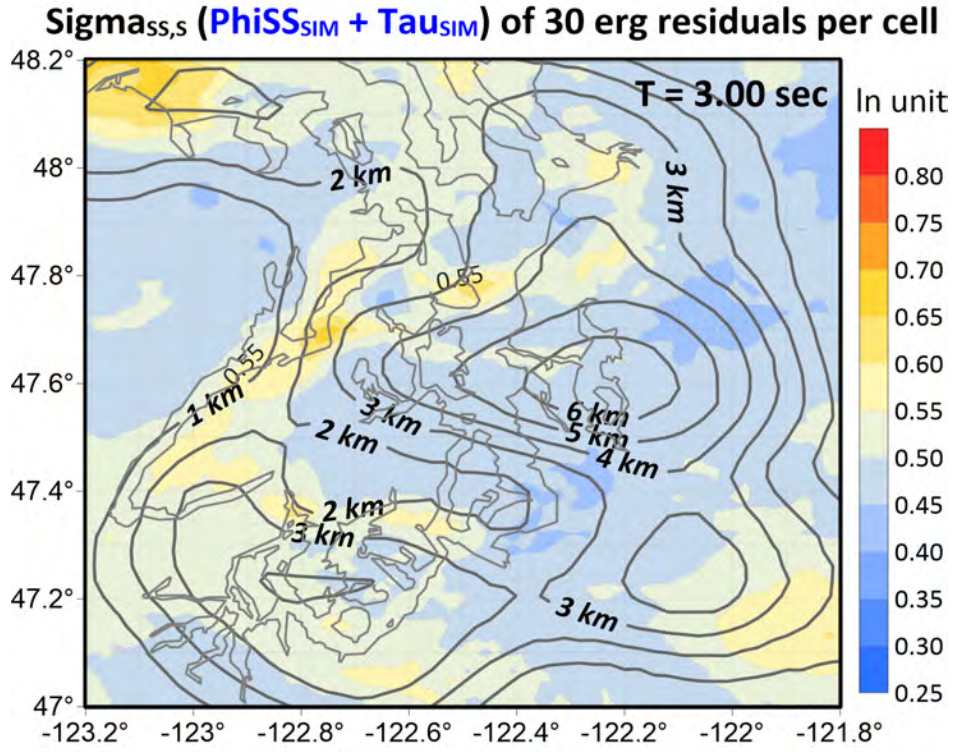 Sigma_SS,S (PhiSS_SIM + Tau_SIM) of 30 erg residuals per cell
T = 3.00 sec
ln unit
48.2°
48°
47.8°
47.6°
47.4°
47.2°
47°
-123.2°
-123°
-122.8°
-122.6°
-122.4°
-122.2°
-122°
-121.8°
2 km
3 km
0.55
0.55
1 km
3 km
2 km
6 km
5 km
4 km
2 km
3 km
3 km
0.80
0.75
0.70
0.65
0.60
0.55
0.50
0.45
0.40
0.35
0.30
0.25